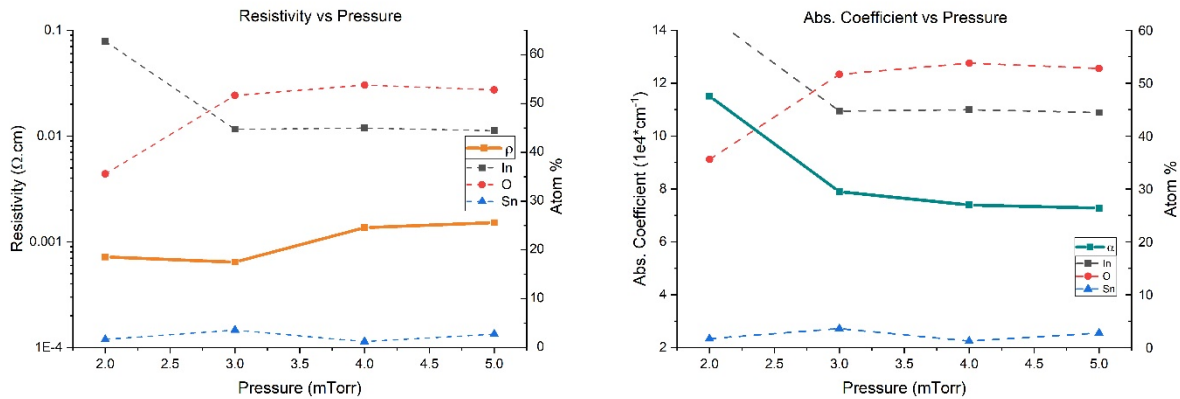 Resistivity vs Pressure
0.1
0.01
0.001
1E-4
Resistivity (Ω.cm)
60
50
40
30
20
10
0
Atom %
ρ
In
O
Sn
2.0 2.5 3.0 3.5 4.0 4.5 5.0
Pressure (mTorr)
Abs. Coefficient vs Pressure
14
12
10
8
6
4
2
Abs. Coefficient (1e4*cm⁻¹)
60
50
40
30
20
10
0
Atom %
α
In
O
Sn
2.0 2.5 3.0 3.5 4.0 4.5 5.0
Pressure (mTorr)